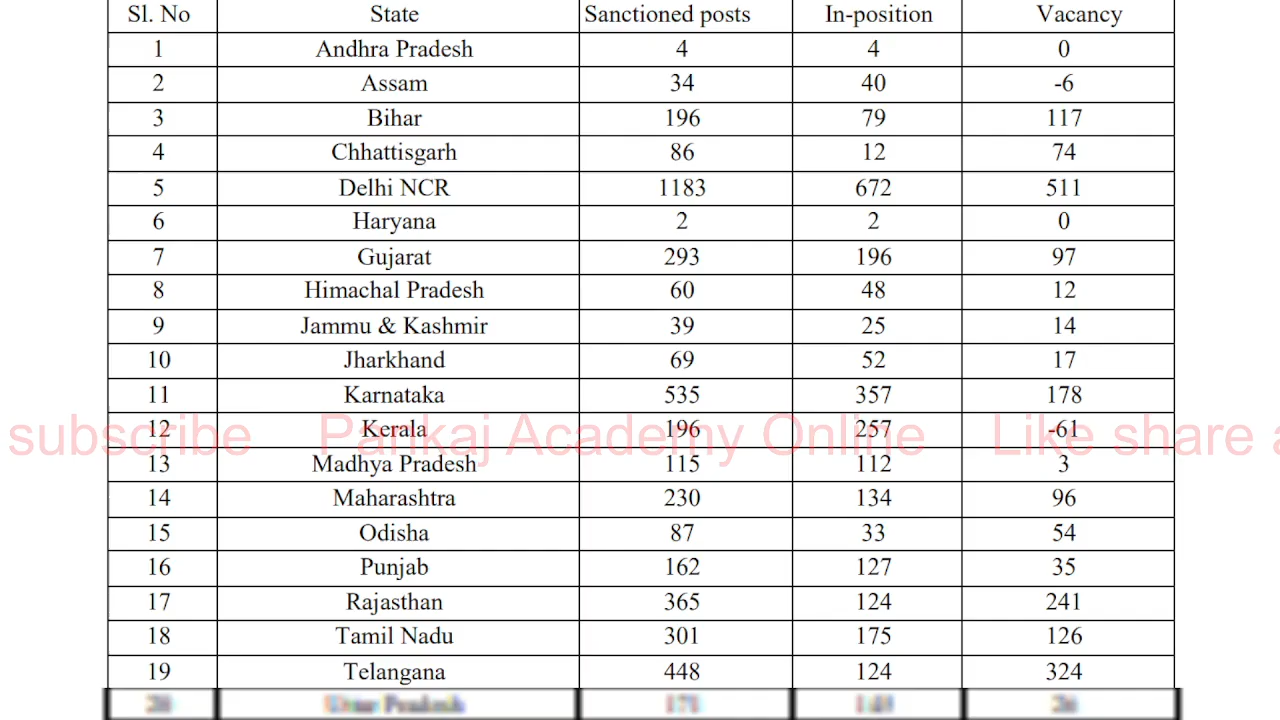 Sl. No State Sanctioned posts In-position Vacancy
1 Andhra Pradesh 4 4 0
2 Assam 34 40 -6
3 Bihar 196 79 117
4 Chhattisgarh 86 12 74
5 Delhi NCR 1183 672 511
6 Haryana 2 2 0
7 Gujarat 293 196 97
8 Himachal Pradesh 60 48 12
9 Jammu & Kashmir 39 25 14
10 Jharkhand 69 52 17
11 Karnataka 535 357 178
12 Kerala 196 257 -61
subscribe Pankaj Academy Online Like share a
13 Madhya Pradesh 115 112 3
14 Maharashtra 230 134 96
15 Odisha 87 33 54
16 Punjab 162 127 35
17 Rajasthan 365 124 241
18 Tamil Nadu 301 175 126
19 Telangana 448 124 324